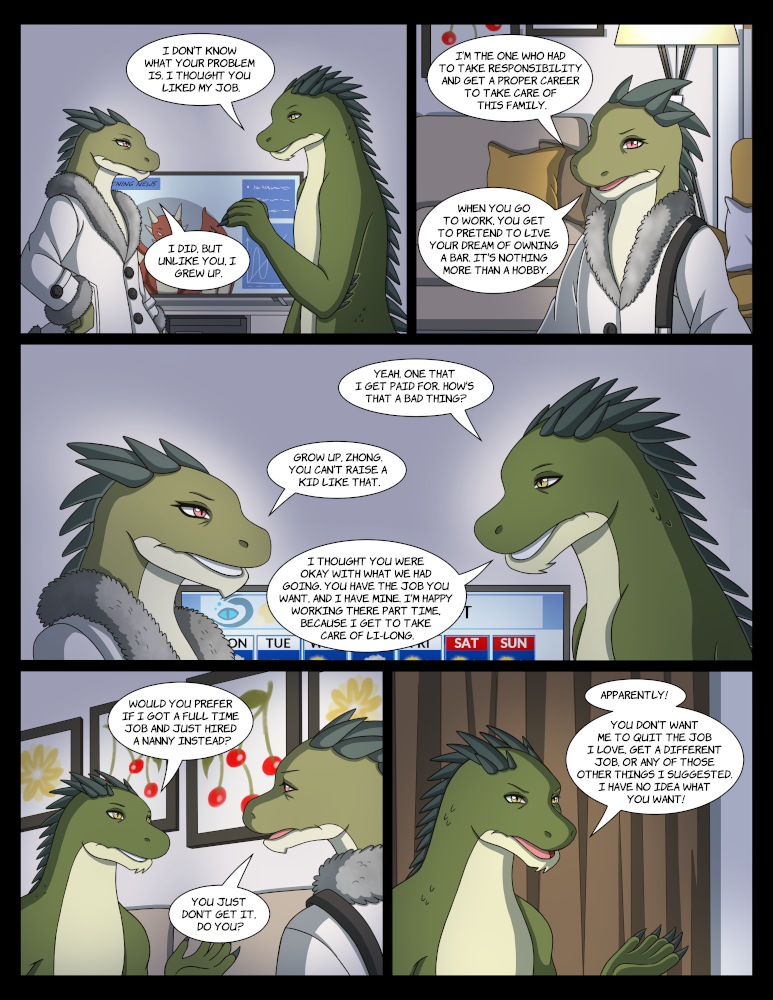 I DON'T KNOW
WHAT YOUR PROBLEM
IS. I THOUGHT YOU
LIKED MY JOB.
NING NEWS
I DID, BUT
UNLIKE YOU, I
GREW UP.
I'M THE ONE WHO HAD
TO TAKE RESPONSIBILITY
AND GET A PROPER CAREER
TO TAKE CARE OF
THIS FAMILY.
WHEN YOU GO
TO WORK, YOU GET
TO PRETEND TO LIVE
YOUR DREAM OF OWNING
A BAR. IT'S NOTHING
MORE THAN A HOBBY.
YEAH, ONE THAT
I GET PAID FOR. HOW'S
THAT A BAD THING?
GROW UP, ZHONG.
YOU CAN'T RAISE A
KID LIKE THAT.
I THOUGHT YOU WERE
OKAY WITH WHAT WE HAD
GOING. YOU HAVE THE JOB YOU
WANT, AND I HAVE MINE. I'M HAPPY
WORKING THERE PART TIME,
BECAUSE I GET TO TAKE
CARE OF LI-LONG.
T
ON TUE FRI SAT SUN
WOULD YOU PREFER
IF I GOT A FULL TIME
JOB AND JUST HIRED
A NANNY INSTEAD?
YOU JUST
DON'T GET IT,
DO YOU?
APPARENTLY!
YOU DON'T WANT
ME TO QUIT THE JOB
I LOVE, GET A DIFFERENT
JOB, OR ANY OF THOSE
OTHER THINGS I SUGGESTED.
I HAVE NO IDEA WHAT
YOU WANT!